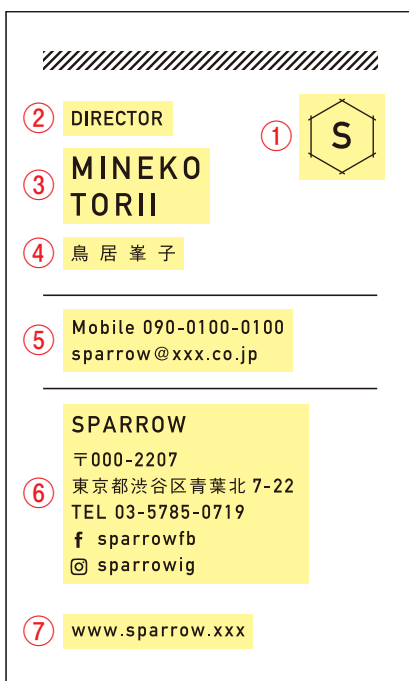 ② DIRECTOR
① S
③ MINEKO
TORII
④ 鳥居峯子
⑤ Mobile 090-0100-0100
sparrow@xxx.co.jp
⑥ SPARROW
〒000-2207
東京都渋谷区青葉北 7-22
TEL 03-5785-0719
f sparrowfb
sparrowig
⑦ www.sparrow.xxx